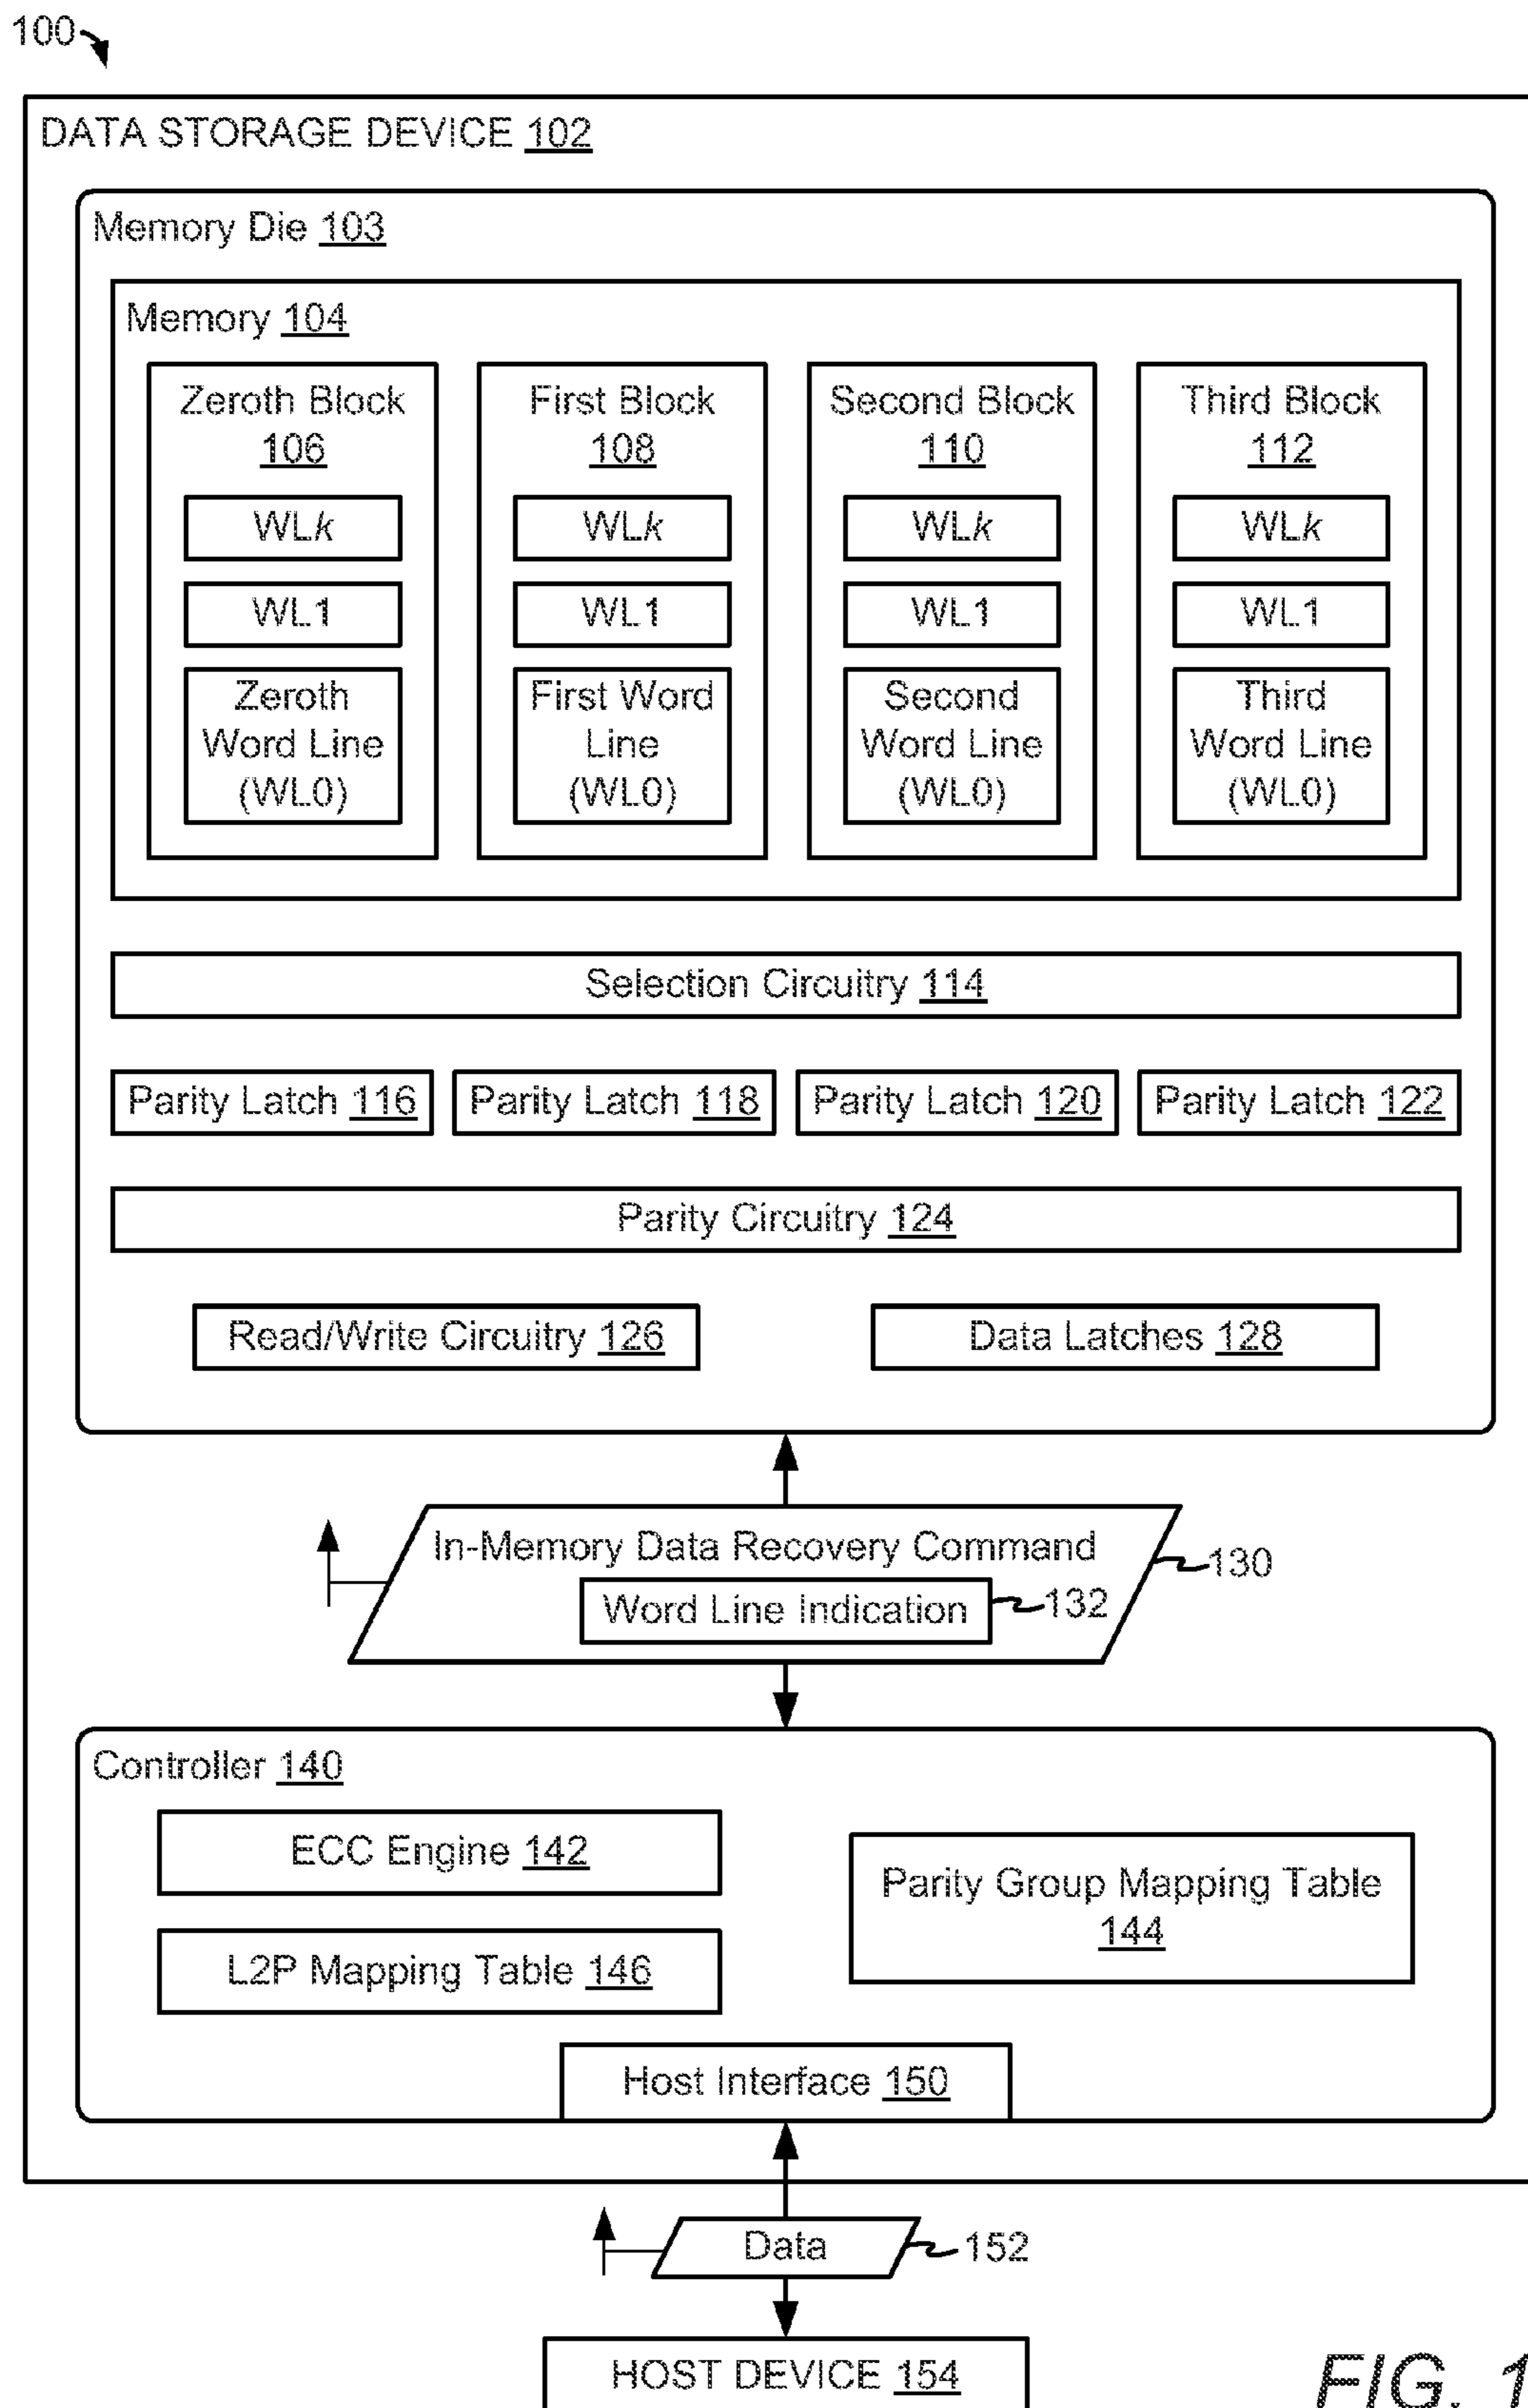 100
DATA STORAGE DEVICE 102
Memory Die 103
Memory 104
Zeroth Block
106
WLk
WL1
Zeroth
Word Line
(WL0)
First Block
108
WLk
WL1
First Word
Line
(WL0)
Second Block
110
WLk
WL1
Second
Word Line
(WL0)
Third Block
112
WLk
WL1
Third
Word Line
(WL0)
Selection Circuitry 114
Parity Latch 116
Parity Latch 118
Parity Latch 120
Parity Latch 122
Parity Circuitry 124
Read/Write Circuitry 126
Data Latches 128
In-Memory Data Recovery Command
130
Word Line Indication
132
Controller 140
ECC Engine 142
Parity Group Mapping Table
144
L2P Mapping Table 146
Host Interface 150
Data
152
HOST DEVICE 154
FIG. 1